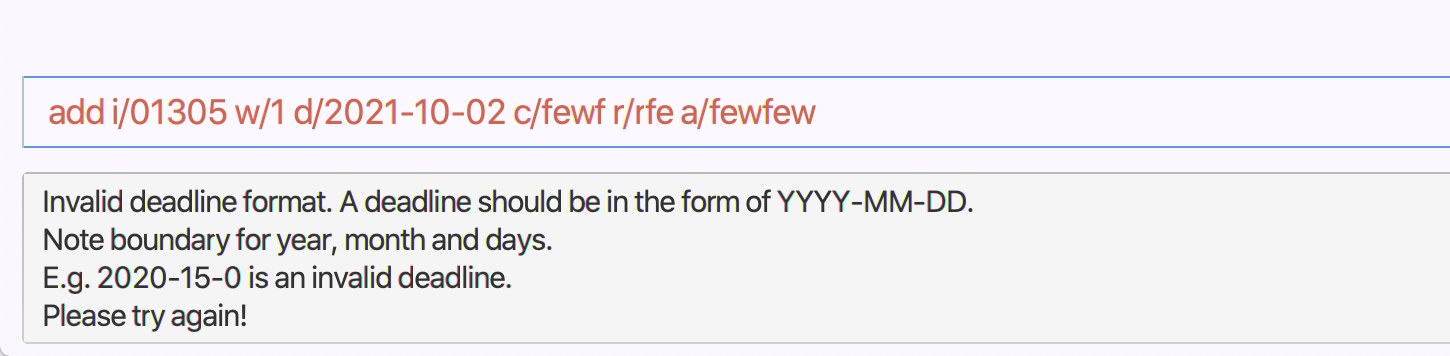 add i/01305 w/1 d/2021-10-02 c/fewf r/rfe a/fewfew
Invalid deadline format. A deadline should be in the form of YYYY-MM-DD.
Note boundary for year, month and days.
E.g. 2020-15-0 is an invalid deadline.
Please try again!